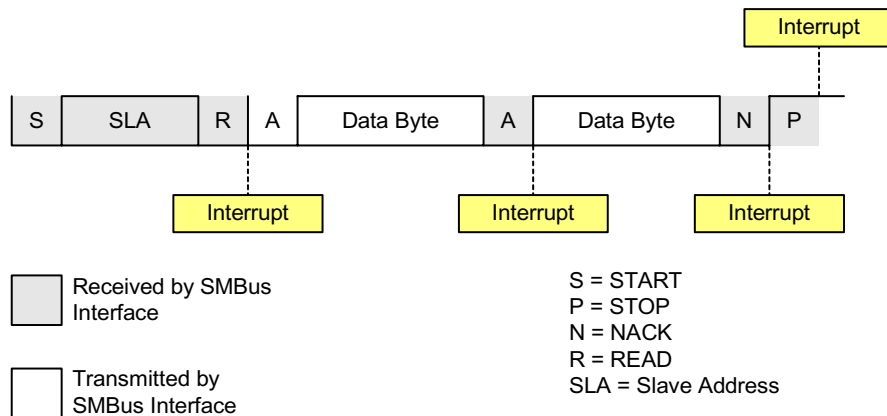 Interrupt
S SLA R A Data Byte A Data Byte N P
Interrupt Interrupt Interrupt
Received by SMBus
Interface
Transmitted by
SMBus Interface
S = START
P = STOP
N = NACK
R = READ
SLA = Slave Address